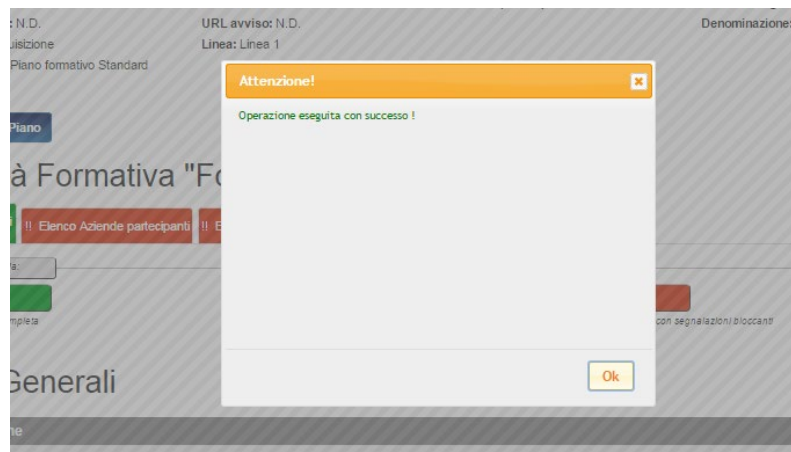 : N.D. URL avviso: N.D. Denominazione:
uisizione Linea: Linea 1
Piano formativo Standard
Attenzione!
Operazione eseguita con successo !
Piano
à Formativa "Fo
!! Elenco Aziende partecipanti !! E
ta:
mpleta con segnalazioni bloccanti
Generali
Ok
ne